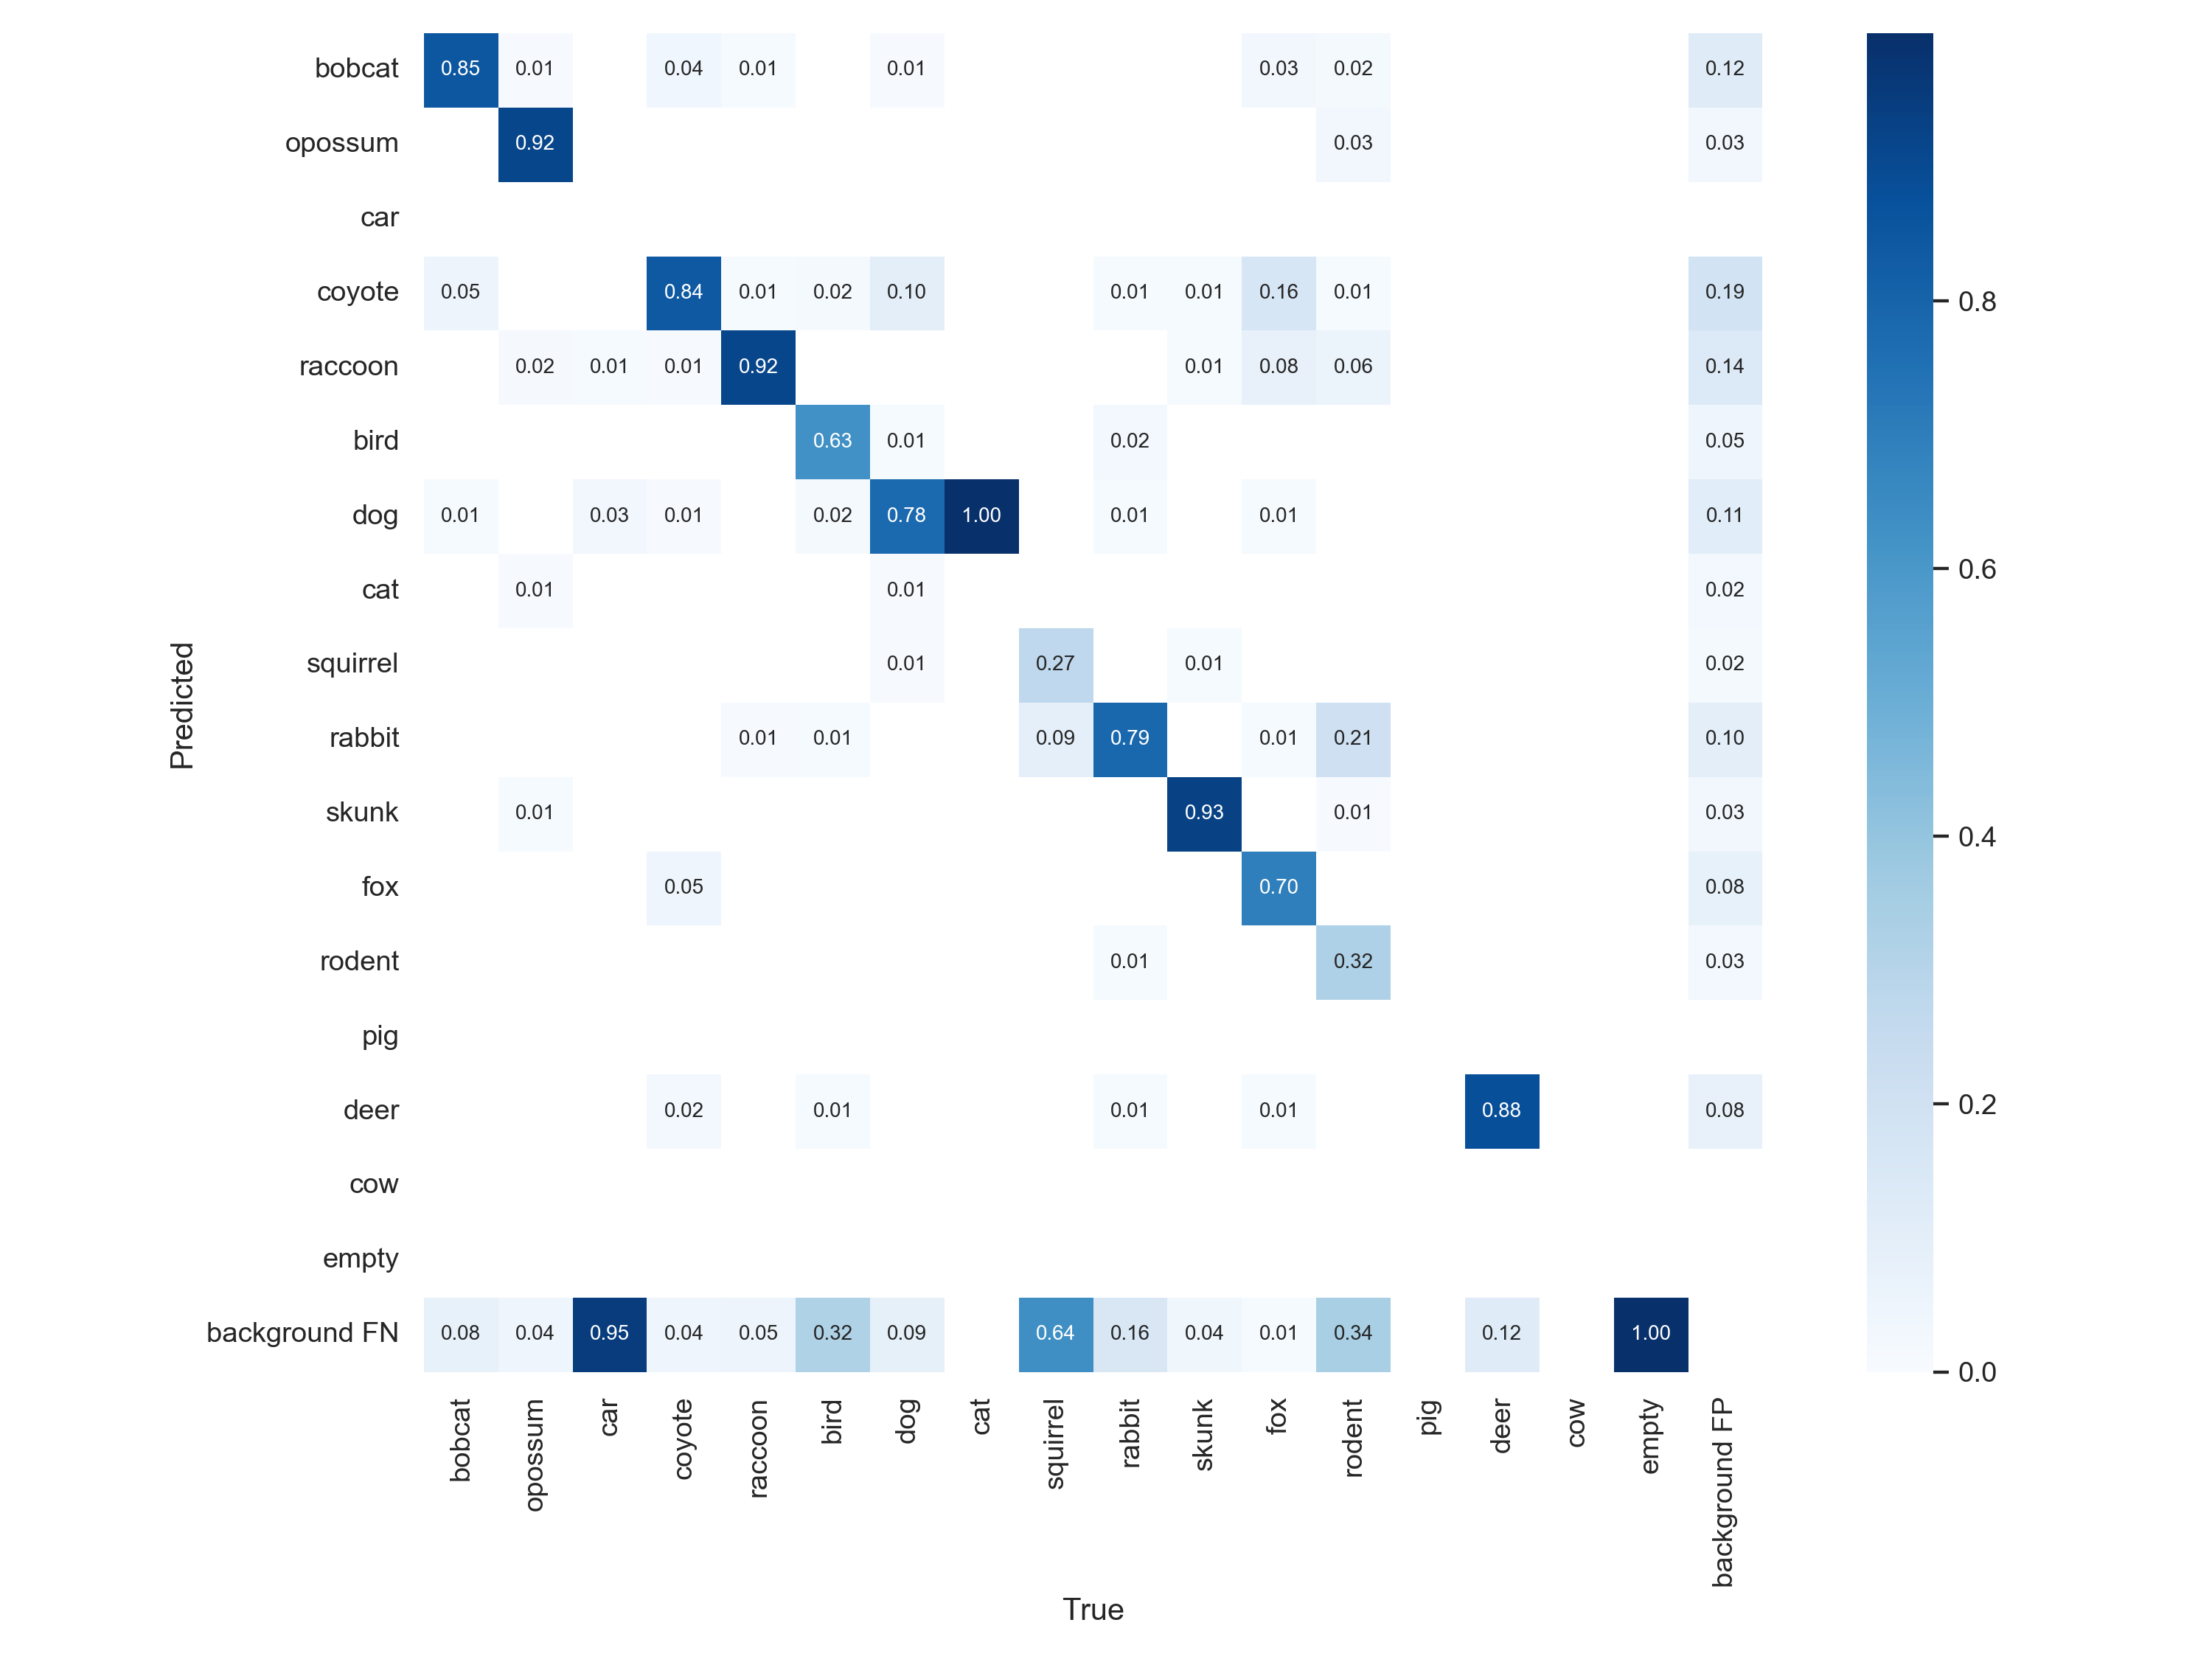 bobcat 0.85 0.01 0.04 0.01 0.01 0.03 0.02 0.12
opossum 0.92 0.03 0.03
car
coyote 0.05 0.84 0.01 0.02 0.10 0.01 0.01 0.16 0.01 0.19
0.8
raccoon 0.02 0.01 0.01 0.92 0.01 0.08 0.06 0.14
bird 0.63 0.01 0.02 0.05
dog 0.01 0.03 0.01 0.02 0.78 1.00 0.01 0.01 0.11
0.6
cat 0.01 0.01 0.02
squirrel 0.01 0.27 0.01 0.02
Predicted
rabbit 0.01 0.01 0.09 0.79 0.01 0.21 0.10
skunk 0.01 0.93 0.01 0.03
0.4
fox 0.05 0.70 0.08
rodent 0.01 0.32 0.03
pig
deer 0.02 0.01 0.01 0.01 0.88 0.08
0.2
cow
empty
background FN 0.08 0.04 0.95 0.04 0.05 0.32 0.09 0.64 0.16 0.04 0.01 0.34 0.12 1.00
0.0
bobcat opossum car coyote raccoon bird dog cat squirrel rabbit skunk fox rodent pig deer cow empty background FP
True